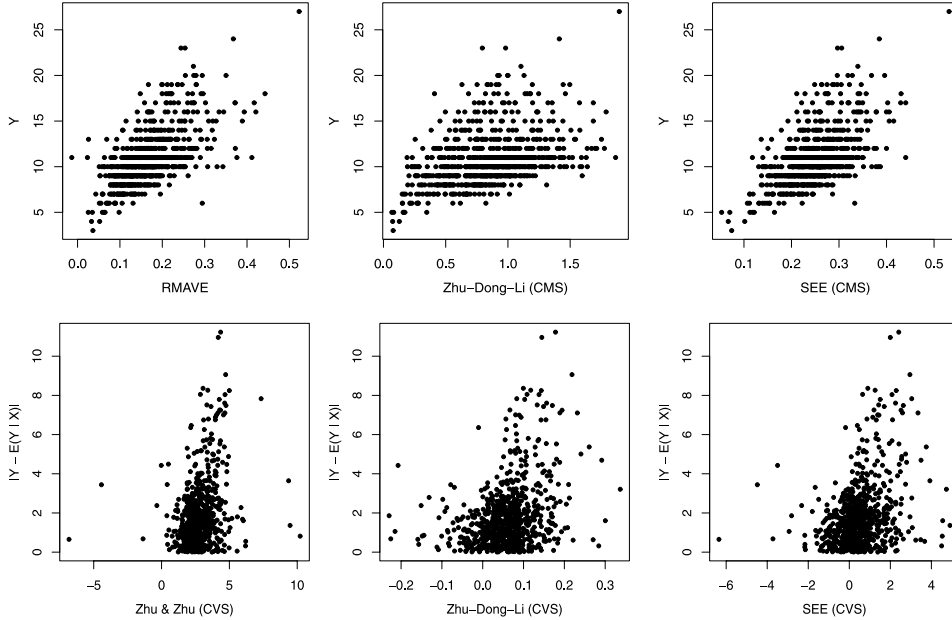 25
20
15
10
5
Y
0.0 0.1 0.2 0.3 0.4 0.5
RMAVE
25
20
15
10
5
Y
0.0 0.5 1.0 1.5
Zhu−Dong−Li (CMS)
25
20
15
10
5
Y
0.1 0.2 0.3 0.4 0.5
SEE (CMS)
10
8
6
4
2
0
|Y − E(Y | X)|
−5 0 5 10
Zhu & Zhu (CVS)
10
8
6
4
2
0
|Y − E(Y | X)|
−0.2 −0.1 0.0 0.1 0.2 0.3
Zhu−Dong−Li (CVS)
10
8
6
4
2
0
|Y − E(Y | X)|
−6 −4 −2 0 2 4
SEE (CVS)